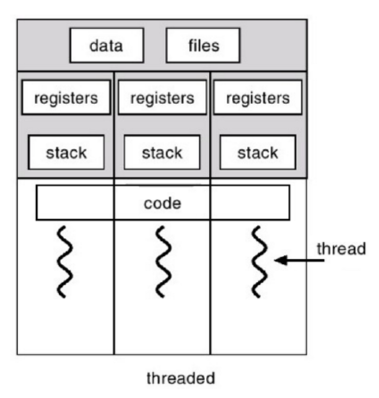 data files
registers registers registers
stack stack stack
code
thread
threaded